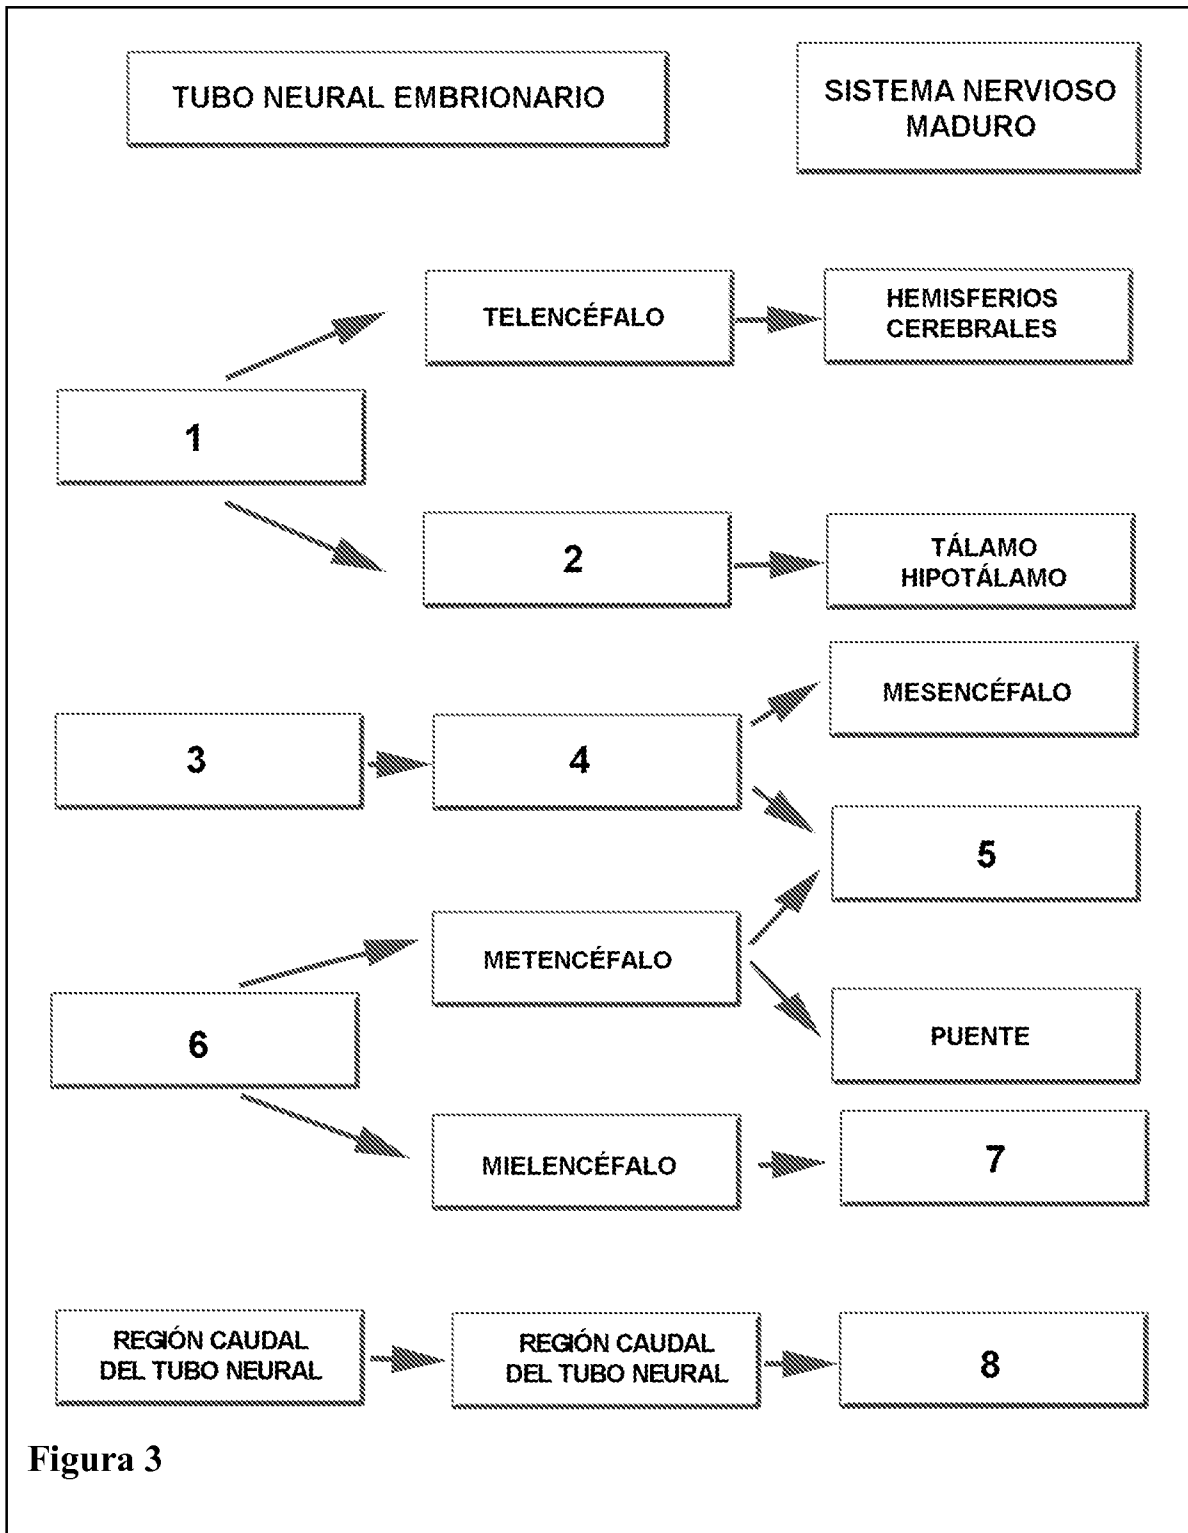 TUBO NEURAL EMBRIONARIO
SISTEMA NERVIOSO
MADURO
TELENCÉFALO
HEMISFERIOS
CEREBRALES
1
2
TÁLAMO
HIPOTÁLAMO
MESENCÉFALO
3
4
5
METENCÉFALO
6
PUENTE
MIELENCÉFALO
7
REGIÓN CAUDAL
DEL TUBO NEURAL
REGIÓN CAUDAL
DEL TUBO NEURAL
8
Figura 3